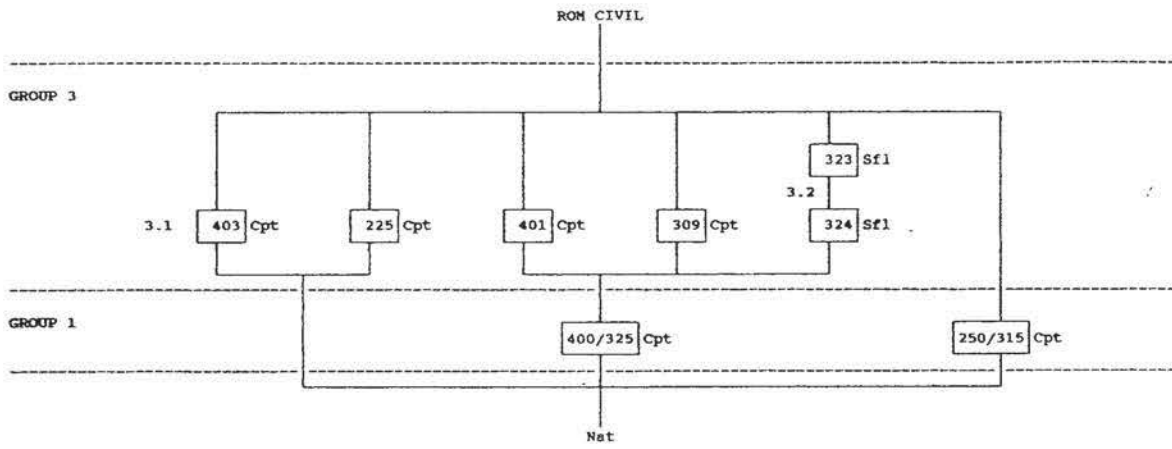 ROM CIVIL
GROUP 3
323 Sfl
3.2
3.1 403 Cpt 225 Cpt 401 Cpt 309 Cpt 324 Sfl
GROUP 1
400/325 Cpt 250/315 Cpt
Nst